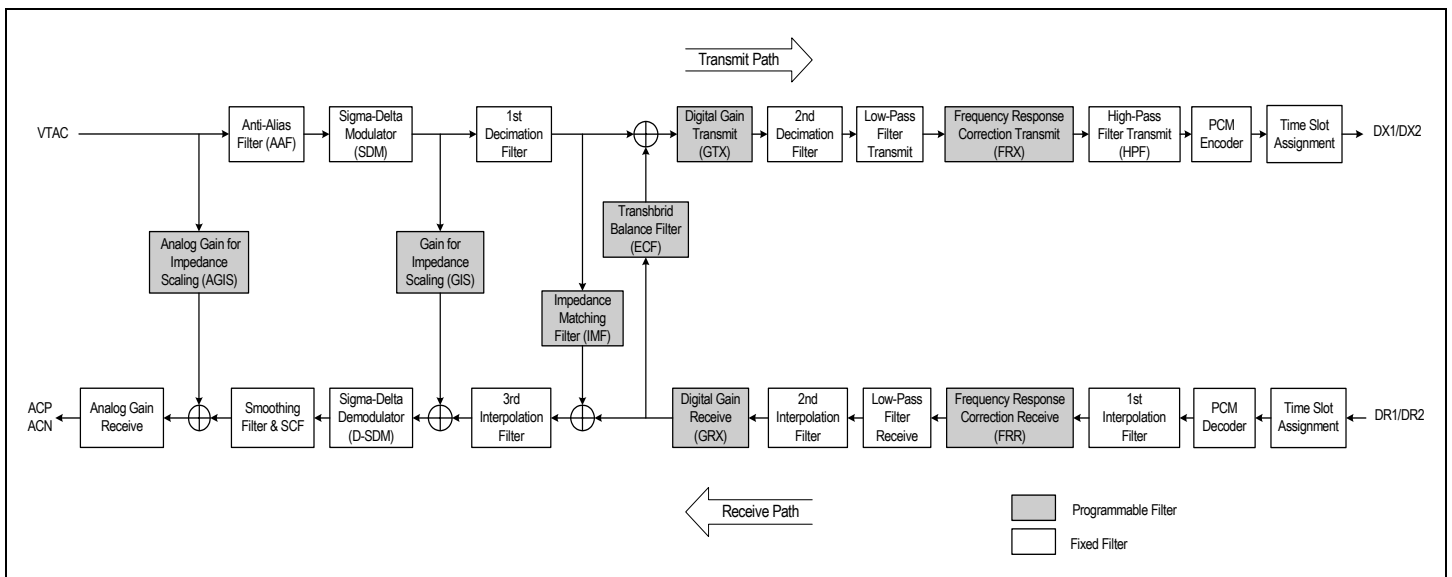 Transmit Path
VTAC
Anti-Alias
Filter (AAF)
Sigma-Delta
Modulator
(SDM)
1st
Decimation
Filter
Digital Gain
Transmit
(GTX)
2nd
Decimation
Filter
Low-Pass
Filter
Transmit
Frequency Response
Correction Transmit
(FRX)
High-Pass
Filter Transmit
(HPF)
PCM
Encoder
Time Slot
Assignment
DX1/DX2
Analog Gain for
Impedance
Scaling (AGIS)
Gain for
Impedance
Scaling (GIS)
Transhbrid
Balance Filter
(ECF)
Impedance
Matching
Filter (IMF)
ACP
ACN
Analog Gain
Receive
Smoothing
Filter & SCF
Sigma-Delta
Demodulator
(D-SDM)
3rd
Interpolation
Filter
Digital Gain
Receive
(GRX)
2nd
Interpolation
Filter
Low-Pass
Filter
Receive
Frequency Response
Correction Receive
(FRR)
1st
Interpolation
Filter
PCM
Decoder
Time Slot
Assignment
DR1/DR2
Receive Path
Programmable Filter
Fixed Filter